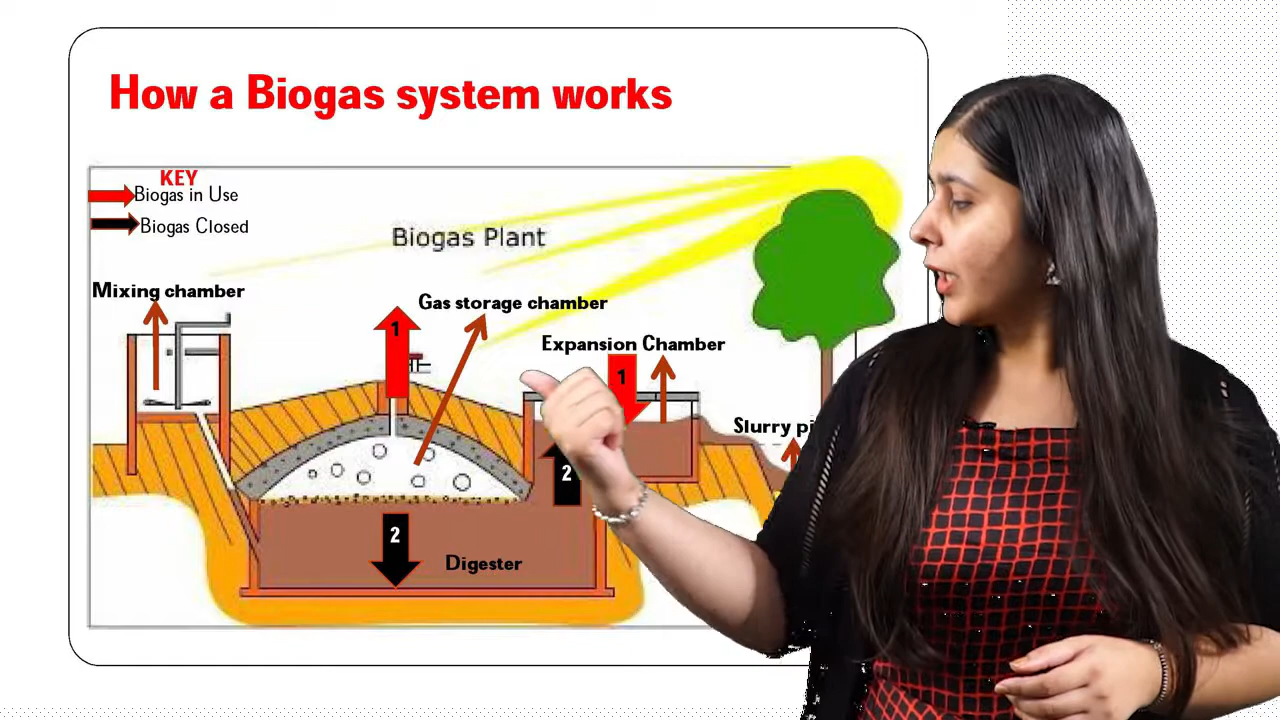 How a Biogas system works
KEY
Biogas in Use
Biogas Closed
Biogas Plant
Mixing chamber
Gas storage chamber
1
Expansion Chamber
1
Slurry
2
2
Digester